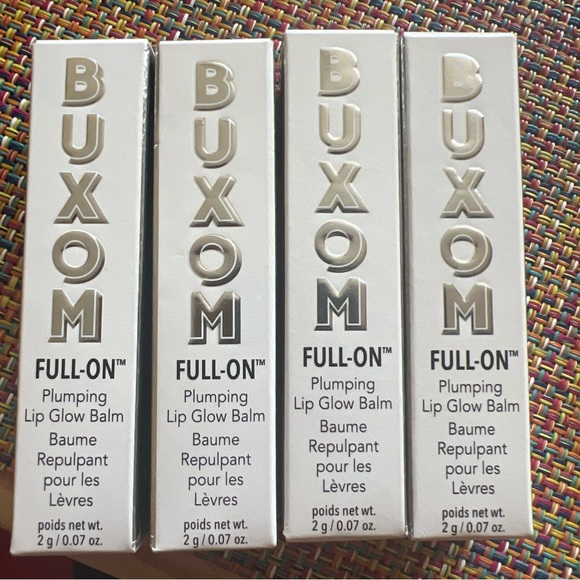 BUXOM
FULL-ON™
Plumping
Lip Glow Balm
Baume
Repulpant
pour les
Lèvres
poids net wt.
2 g / 0.07 oz.
BUXOM
FULL-ON™
Plumping
Lip Glow Balm
Baume
Repulpant
pour les
Lèvres
poids net wt.
2 g / 0.07 oz.
BUXOM
FULL-ON™
Plumping
Lip Glow Balm
Baume
Repulpant
pour les
Lèvres
poids net wt.
2 g / 0.07 oz.
BUXOM
FULL-ON™
Plumping
Lip Glow Balm
Baume
Repulpant
pour les
Lèvres
poids net wt.
2 g / 0.07 oz.